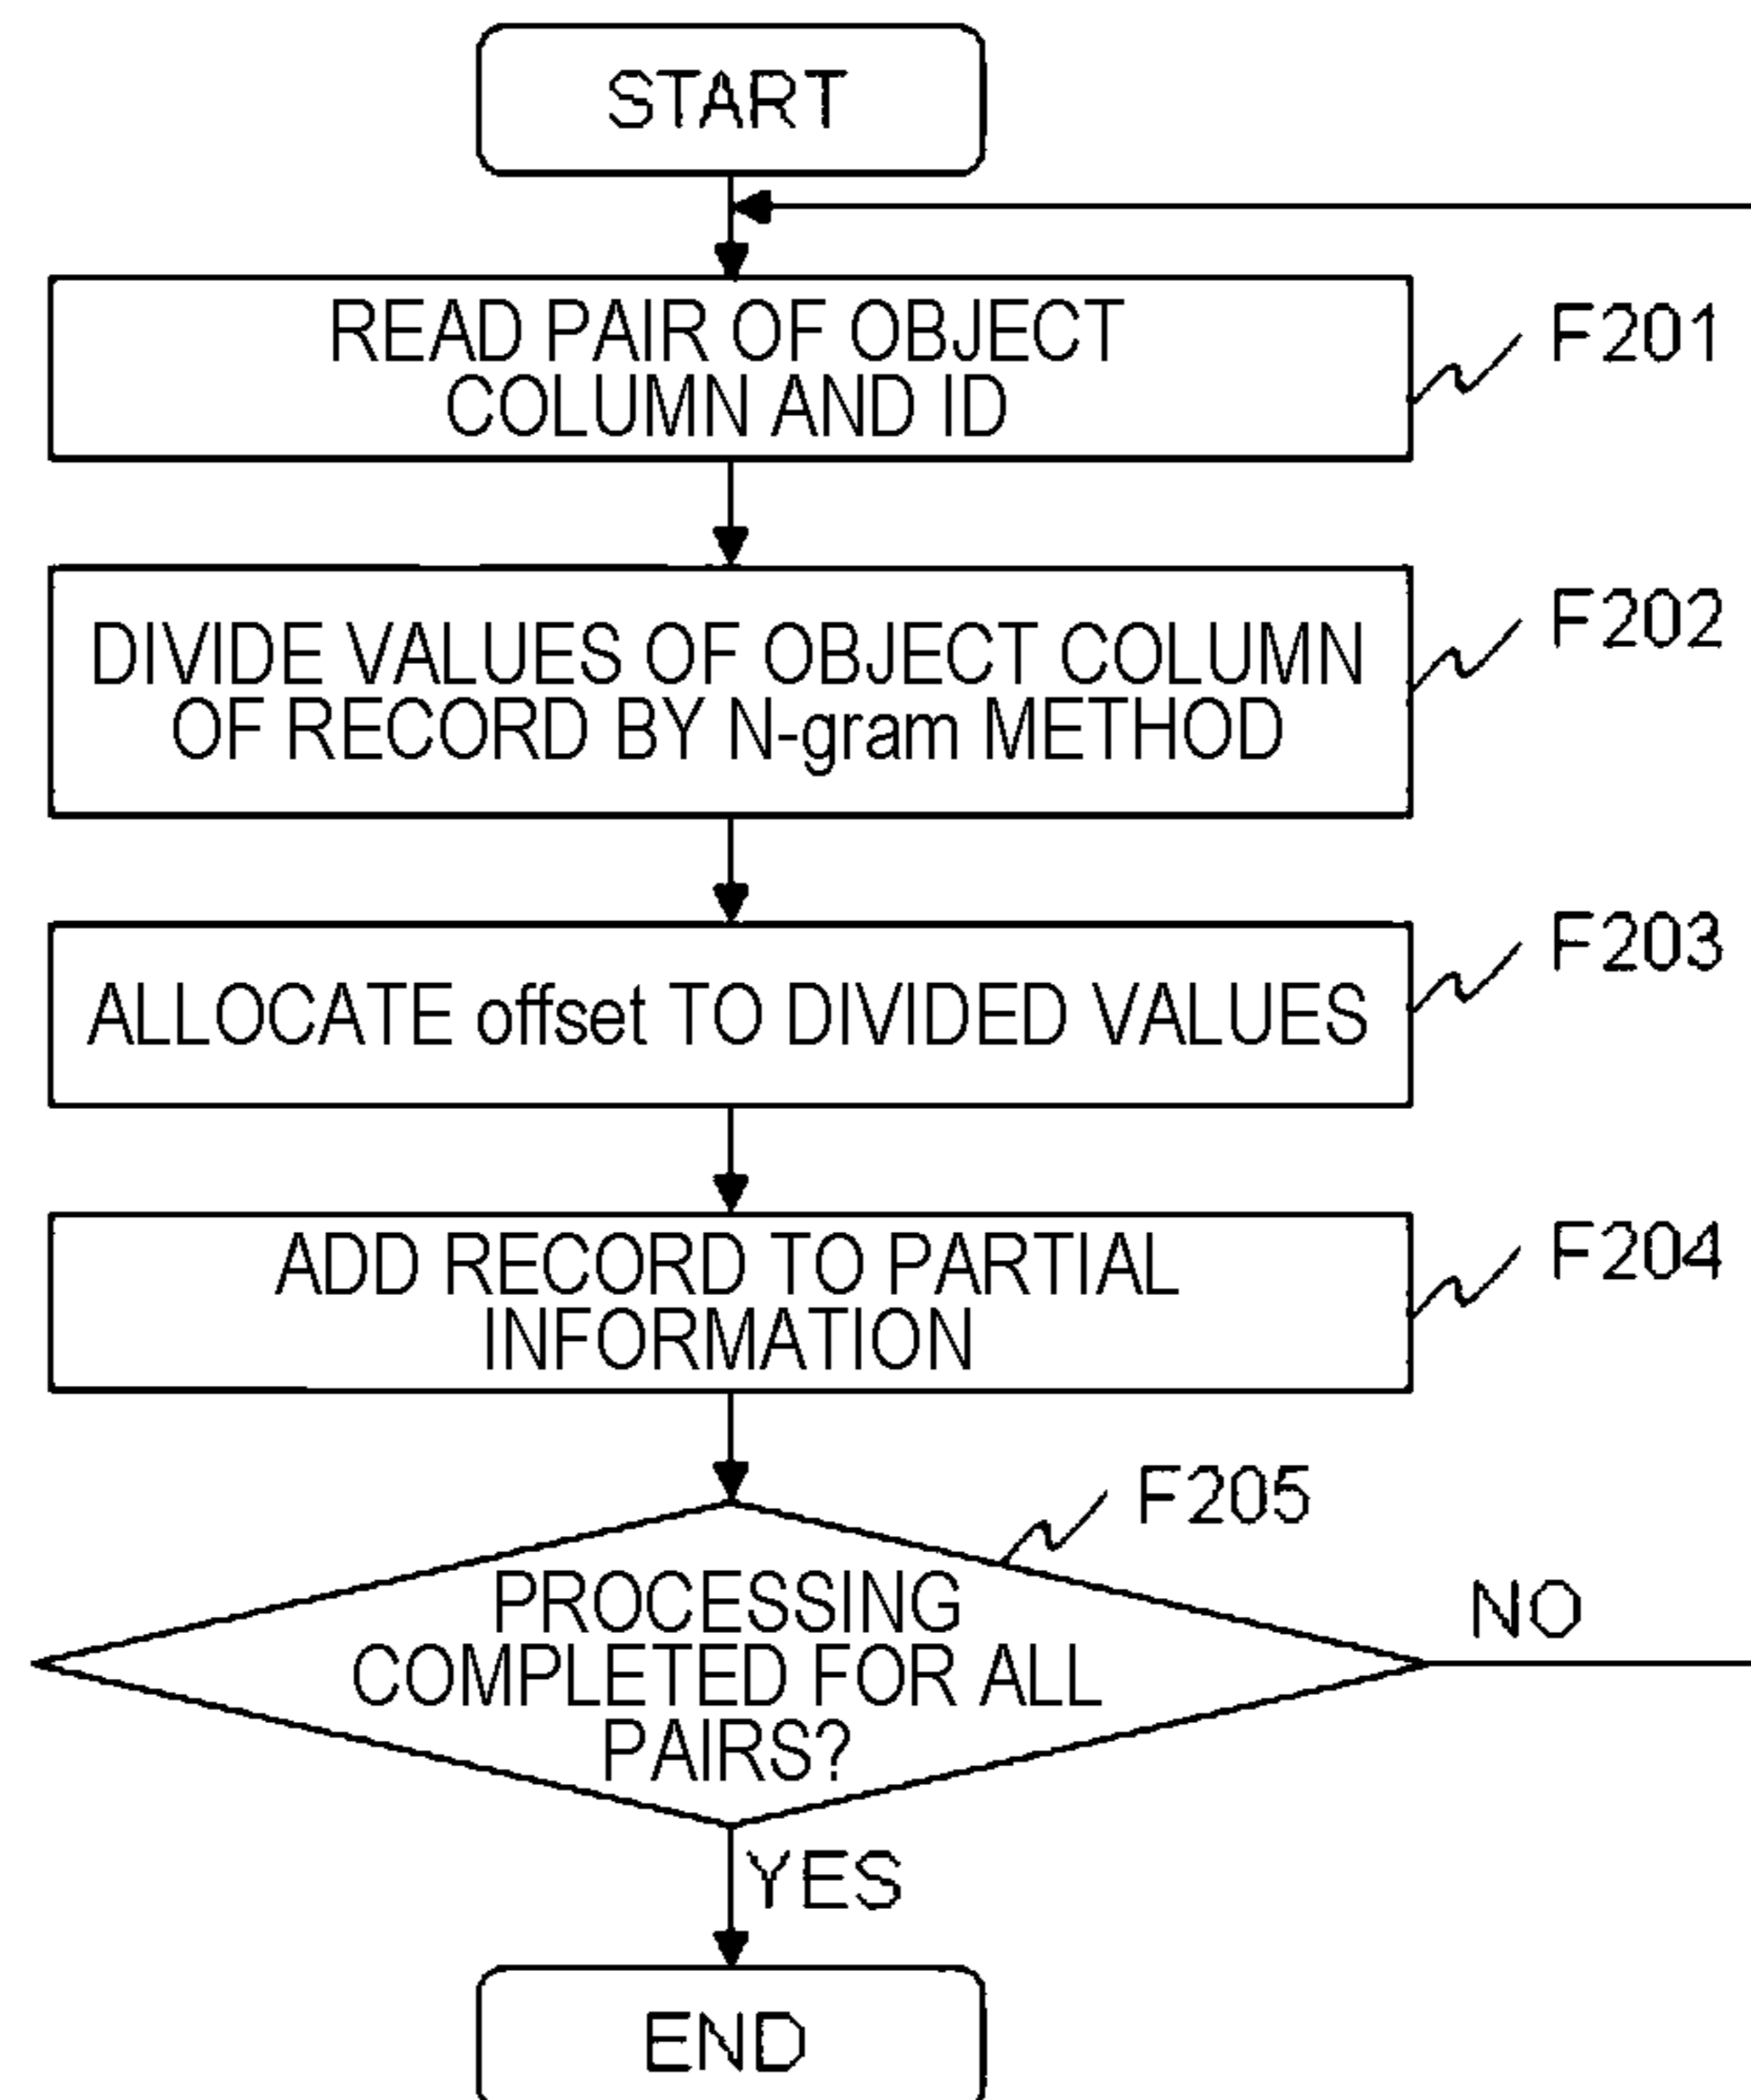 START
READ PAIR OF OBJECT
COLUMN AND ID
F201
DIVIDE VALUES OF OBJECT COLUMN
OF RECORD BY N-gram METHOD
F202
ALLOCATE offset TO DIVIDED VALUES
F203
ADD RECORD TO PARTIAL
INFORMATION
F204
F205
PROCESSING
COMPLETED FOR ALL
PAIRS?
NO
YES
END